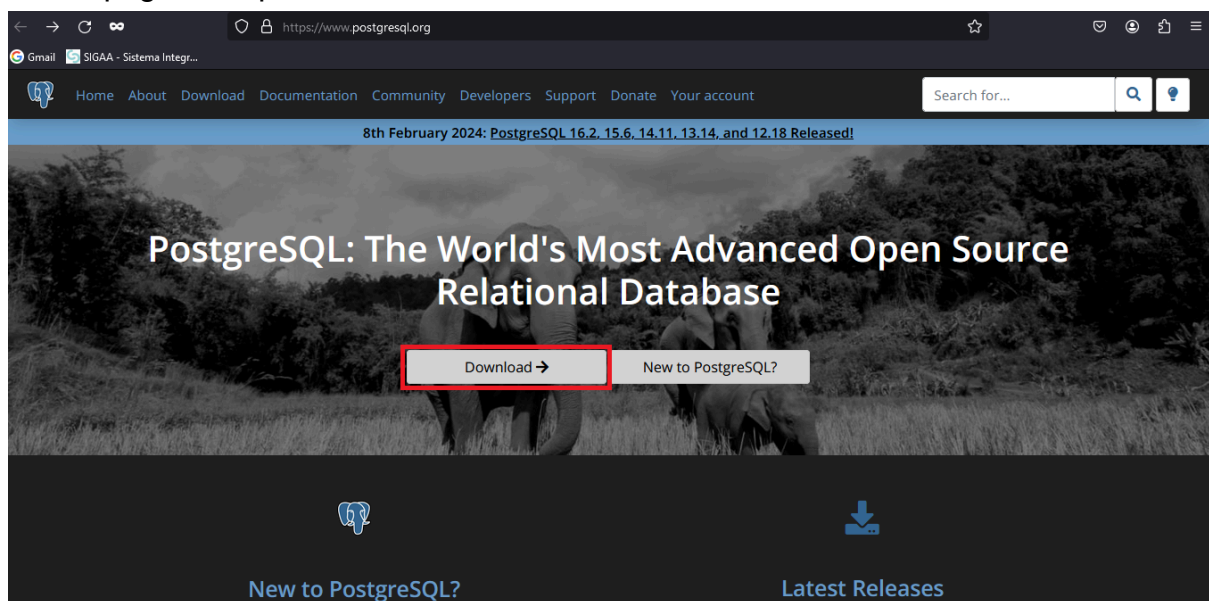 https://www.postgresql.org
Gmail SIGAA - Sistema Integr...
Home About Download Documentation Community Developers Support Donate Your account Search for...
8th February 2024: PostgreSQL 16.2, 15.6, 14.11, 13.14, and 12.18 Released!
PostgreSQL: The World's Most Advanced Open Source
Relational Database
Download → New to PostgreSQL?
New to PostgreSQL? Latest Releases